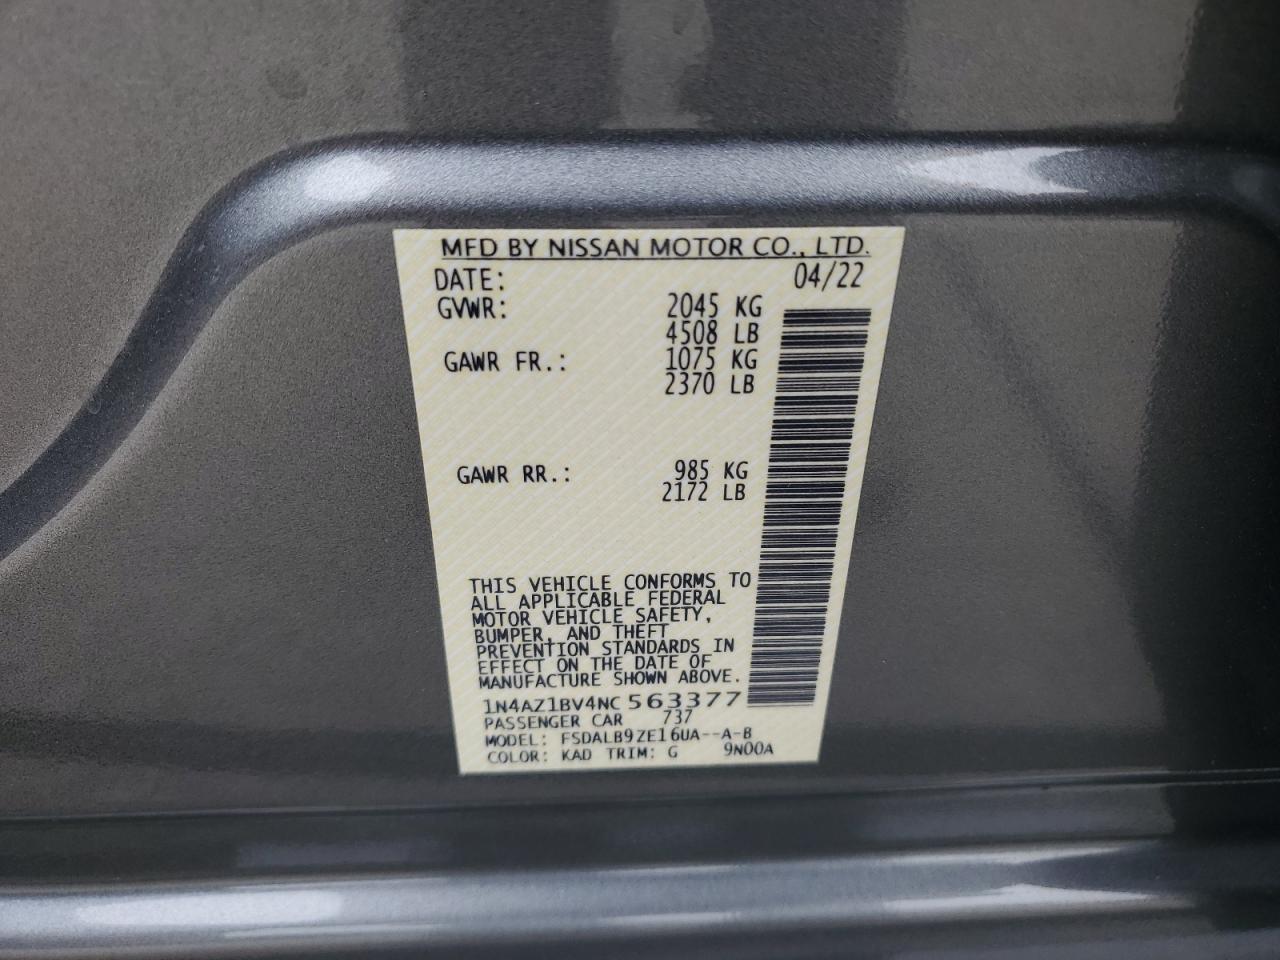 MFD BY NISSAN MOTOR CO., LTD.
DATE: 04/22
GVWR: 2045 KG
4508 LB
GAWR FR.: 1075 KG
2370 LB
GAWR RR.: 985 KG
2172 LB
THIS VEHICLE CONFORMS TO
ALL APPLICABLE FEDERAL
MOTOR VEHICLE SAFETY,
BUMPER, AND THEFT
PREVENTION STANDARDS IN
EFFECT ON THE DATE OF
MANUFACTURE SHOWN ABOVE.
1N4AZ1BV4NC563377
PASSENGER CAR 737
MODEL: FSDALB9ZE16UA--A-B
COLOR: KAD TRIM: G 9N00A